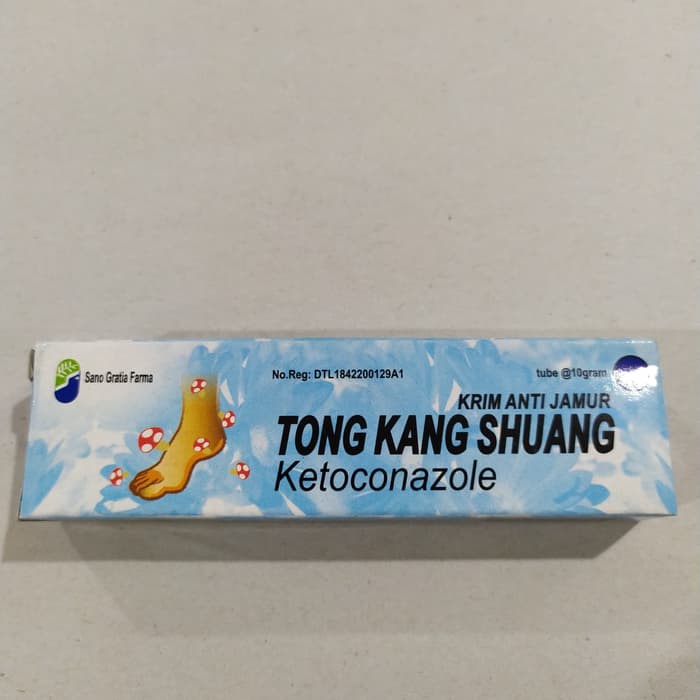 Sano Gratia Farma
No.Reg: DTL1842200129A1
tube @10gram
KRIM ANTI JAMUR
TONG KANG SHUANG
Ketoconazole